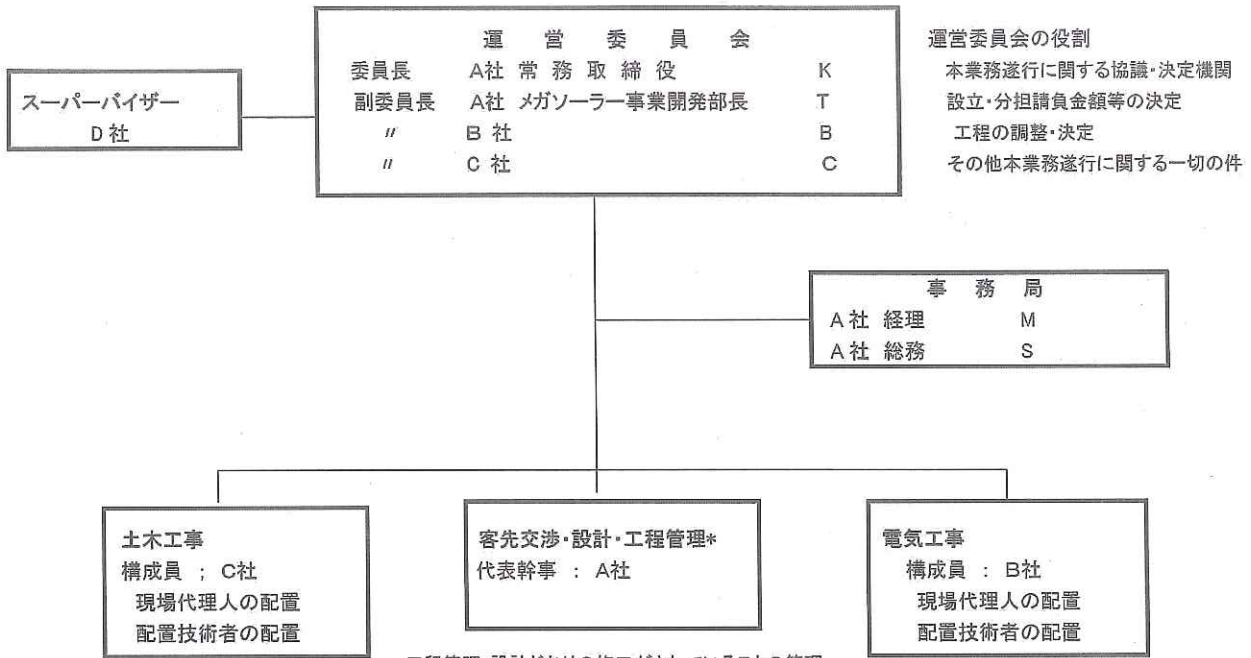 運営委員会
委員長 A社 常務取締役 K
副委員長 A社 メガソーラー事業開発部長 T
〃 B社 B
〃 C社 C
運営委員会の役割
本業務遂行に関する協議・決定機関
設立・分担請負金額等の決定
工程の調整・決定
その他本業務遂行に関する一切の件
スーパーバイザー
D社
事務局
A社 経理 M
A社 総務 S
土木工事
構成員 ; C社
現場代理人の配置
配置技術者の配置
客先交渉・設計・工程管理*
代表幹事 : A社
電気工事
構成員 : B社
現場代理人の配置
配置技術者の配置